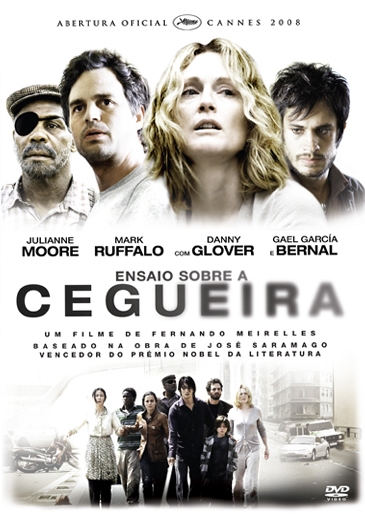 ABERTURA OFICIAL CANNES 2008
JULIANNE MOORE MARK RUFFALO COM DANNY GLOVER E GAEL GARCÍA BERNAL
ENSAIO SOBRE A
CEGUEIRA
UM FILME DE FERNANDO MEIRELLES
BASEADO NA OBRA DE JOSÉ SARAMAGO
VENCEDOR DO PRÊMIO NOBEL DA LITERATURA
DVD
VIDEO